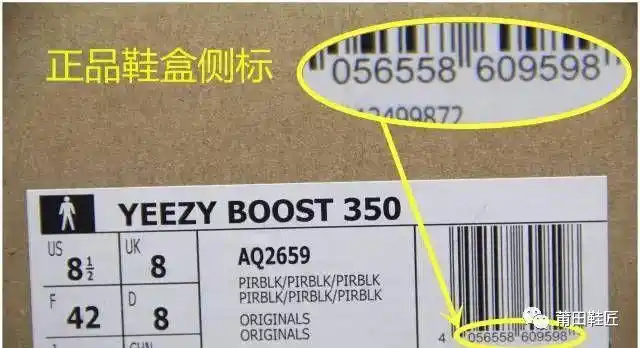 正品鞋盒侧标
056558 609598
12499872
YEEZY BOOST 350
US
8½
UK
8
F
42
D
8
AQ2659
PIRBLK/PIRBLK/PIRBLK
PIRBLK/PIRBLK/PIRBLK
ORIGINALS
ORIGINALS
4 056558 609598
莆田鞋匠